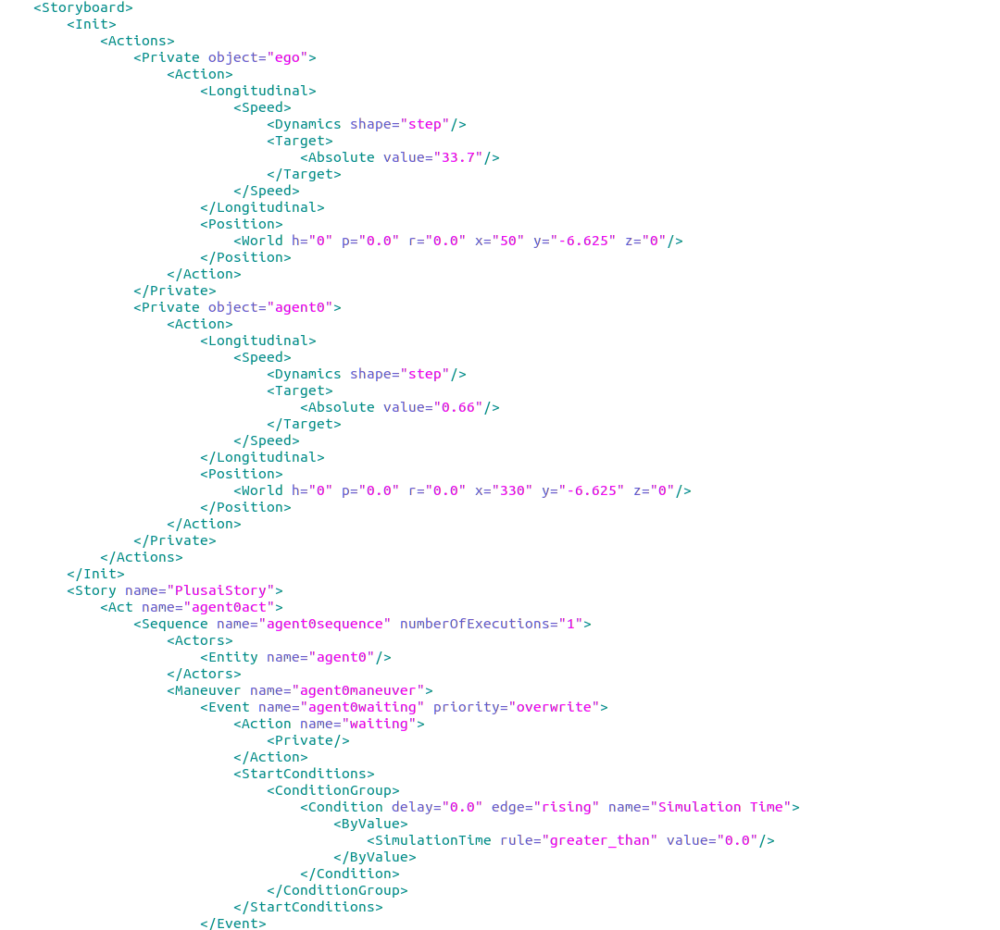 <Storyboard>
    <Init>
        <Actions>
            <Private object="ego">
                <Action>
                    <Longitudinal>
                        <Speed>
                            <Dynamics shape="step"/>
                            <Target>
                                <Absolute value="33.7"/>
                            </Target>
                        </Speed>
                    </Longitudinal>
                    <Position>
                        <World h="0" p="0.0" r="0.0" x="50" y="-6.625" z="0"/>
                    </Position>
                </Action>
            </Private>
            <Private object="agent0">
                <Action>
                    <Longitudinal>
                        <Speed>
                            <Dynamics shape="step"/>
                            <Target>
                                <Absolute value="0.66"/>
                            </Target>
                        </Speed>
                    </Longitudinal>
                    <Position>
                        <World h="0" p="0.0" r="0.0" x="330" y="-6.625" z="0"/>
                    </Position>
                </Action>
            </Private>
        </Actions>
    </Init>
    <Story name="PlusaiStory">
        <Act name="agent0act">
            <Sequence name="agent0sequence" numberOfExecutions="1">
                <Actors>
                    <Entity name="agent0"/>
                </Actors>
                <Maneuver name="agent0maneuver">
                    <Event name="agent0waiting" priority="overwrite">
                        <Action name="waiting">
                            <Private/>
                        </Action>
                        <StartConditions>
                            <ConditionGroup>
                                <Condition delay="0.0" edge="rising" name="Simulation Time">
                                    <ByValue>
                                        <SimulationTime rule="greater_than" value="0.0"/>
                                    </ByValue>
                                </Condition>
                            </ConditionGroup>
                        </StartConditions>
                    </Event>